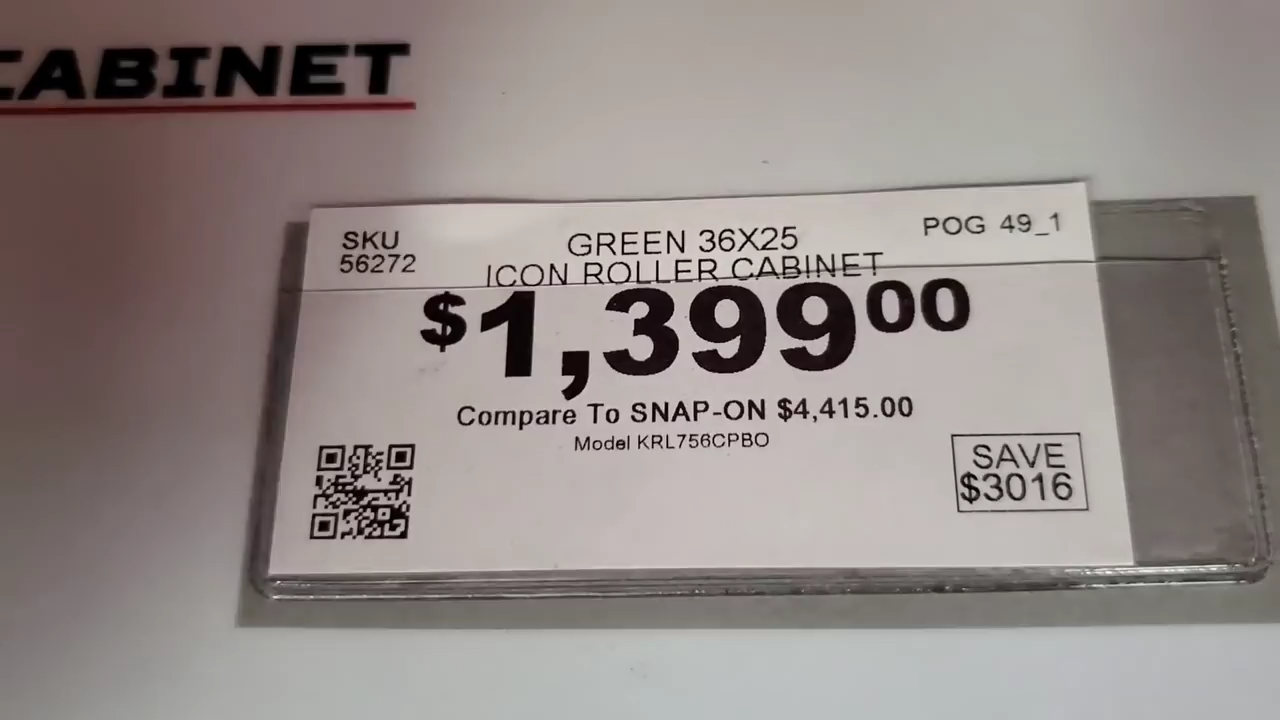 CABINET
SKU
56272
GREEN 36X25
ICON ROLLER CABINET
POG 49_1
$1,39900
Compare To SNAP-ON $4,415.00
Model KRL756CPBO
SAVE
$3016